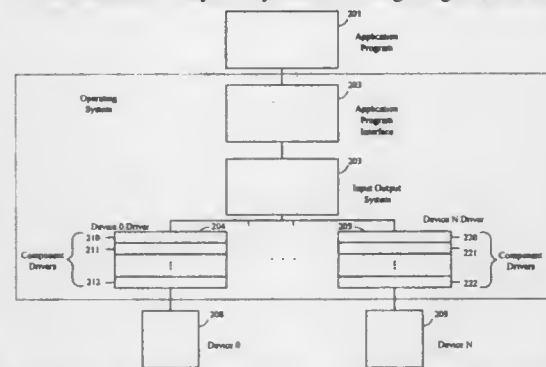 201
Application
Program
Operating
System
203
Application
Program
Interface
203
Input Output
System
Device 0 Driver
204
205
Device N Driver
Component
Drivers
210
211
212
220
221
222
Component
Drivers
208
Device 0
209
Device N